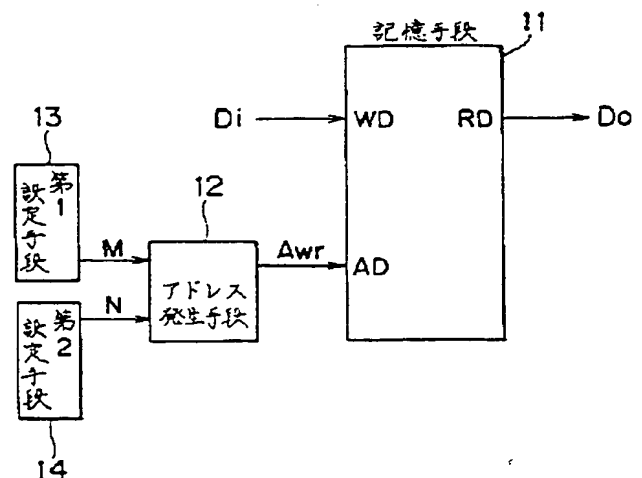 記憶手段
11
Di
WD
RD
Do
13
第1
設定手段
M
12
アドレス
発生手段
Awr
AD
N
第2
設定手段
14